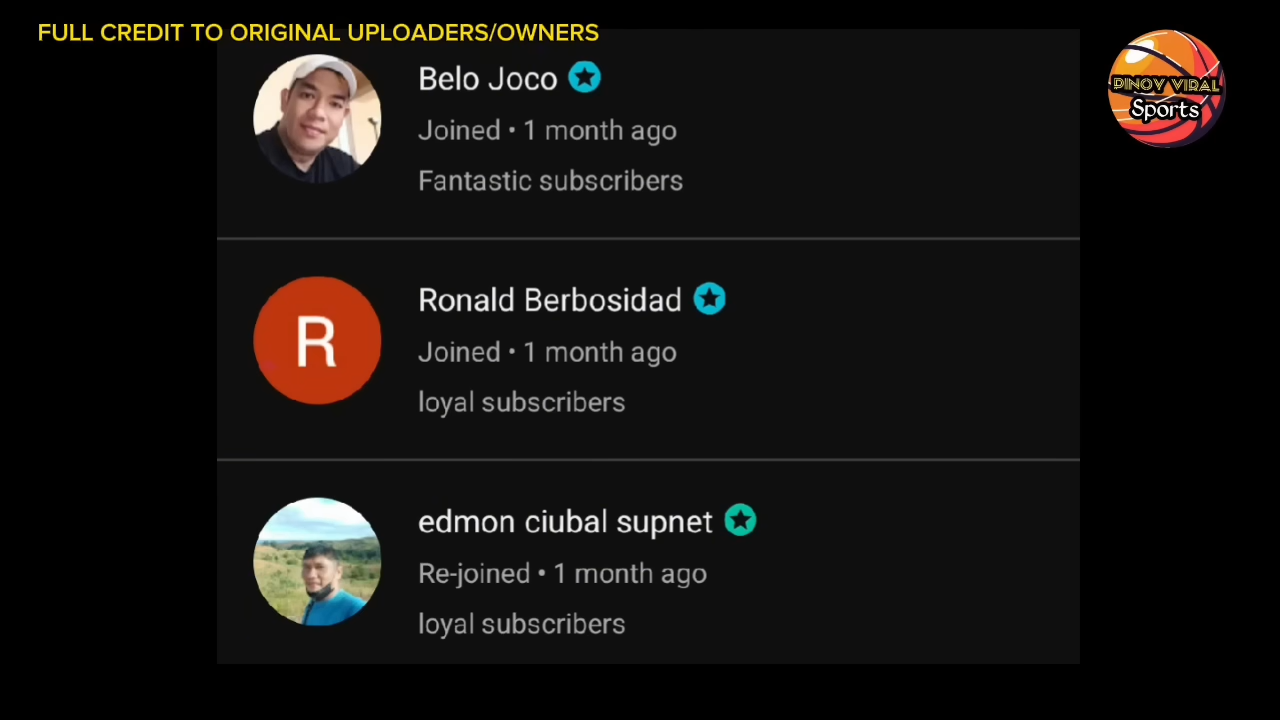 FULL CREDIT TO ORIGINAL UPLOADERS/OWNERS
PINOY VIRAL
Sports
Belo Joco
Joined • 1 month ago
Fantastic subscribers
R
Ronald Berbosidad
Joined • 1 month ago
loyal subscribers
edmon ciubal supnet
Re-joined • 1 month ago
loyal subscribers